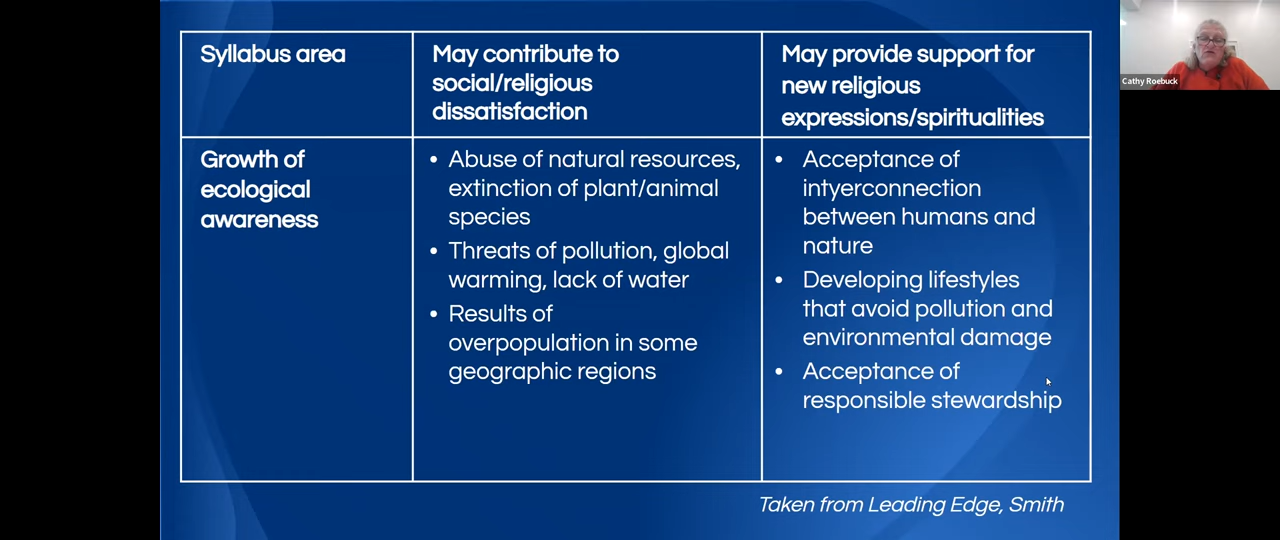 Syllabus area
May contribute to
social/religious
dissatisfaction
May provide support for
new religious
expressions/spiritualities
Growth of
ecological
awareness
• Abuse of natural resources,
extinction of plant/animal
species
• Threats of pollution, global
warming, lack of water
• Results of
overpopulation in some
geographic regions
• Acceptance of
intyerconnection
between humans and
nature
• Developing lifestyles
that avoid pollution and
environmental damage
• Acceptance of
responsible stewardship
Taken from Leading Edge, Smith
Cathy Roebuck